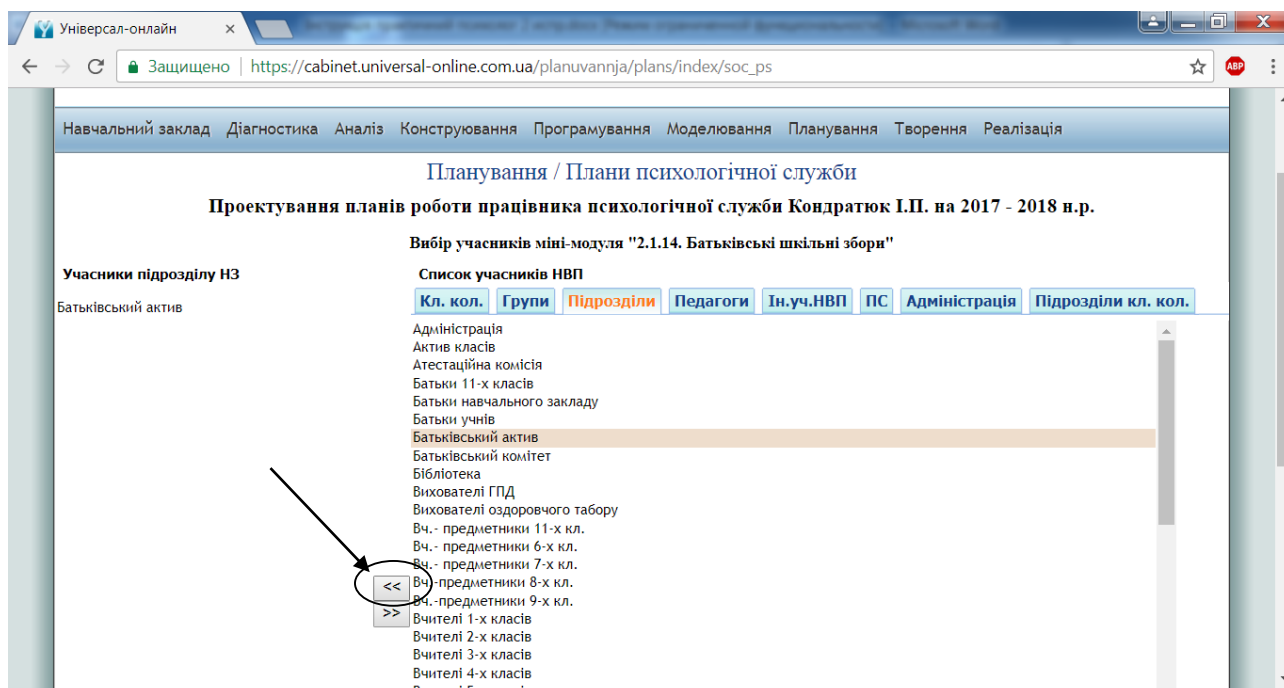 Універсал-онлайн
Защищено | https://cabinet.universal-online.com.ua/planuvannja/plans/index/soc_ps
ABP
Навчальний заклад Діагностика Аналіз Конструювання Програмування Моделювання Планування Творення Реалізація
Планування / Плани психологічної служби
Проектування планів роботи працівника психологічної служби Кондратюк І.П. на 2017 - 2018 н.р.
Вибір учасників міні-модуля "2.1.14. Батьківські шкільні збори"
Учасники підрозділу НЗ
Батьківський актив
Список учасників НВП
Кл. кол. Групи Підрозділи Педагоги Ін.уч.НВП ПС Адміністрація Підрозділи кл. кол.
Адміністрація
Актив класів
Атестаційна комісія
Батьки 11-х класів
Батьки навчального закладу
Батьки учнів
Батьківський актив
Батьківський комітет
Бібліотека
Вихователі ГПД
Вихователі оздоровчого табору
Вч.- предметники 11-х кл.
Вч.- предметники 6-х кл.
Вч.- предметники 7-х кл.
Вч.-предметники 8-х кл.
Вч.-предметники 9-х кл.
Вчителі 1-х класів
Вчителі 2-х класів
Вчителі 3-х класів
Вчителі 4-х класів
<<
>>